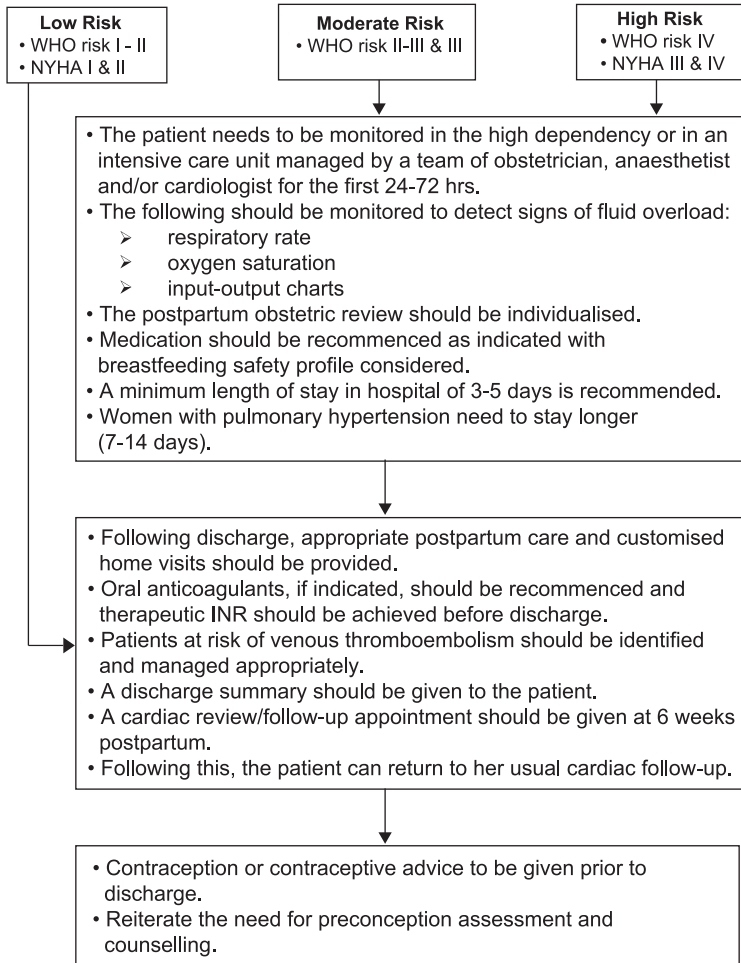 Low Risk
• WHO risk I - II
• NYHA I & II
Moderate Risk
• WHO risk II-III & III
High Risk
• WHO risk IV
• NYHA III & IV
• The patient needs to be monitored in the high dependency or in an
intensive care unit managed by a team of obstetrician, anaesthetist
and/or cardiologist for the first 24-72 hrs.
• The following should be monitored to detect signs of fluid overload:
➢ respiratory rate
➢ oxygen saturation
➢ input-output charts
• The postpartum obstetric review should be individualised.
• Medication should be recommenced as indicated with
breastfeeding safety profile considered.
• A minimum length of stay in hospital of 3-5 days is recommended.
• Women with pulmonary hypertension need to stay longer
(7-14 days).
• Following discharge, appropriate postpartum care and customised
home visits should be provided.
• Oral anticoagulants, if indicated, should be recommenced and
therapeutic INR should be achieved before discharge.
• Patients at risk of venous thromboembolism should be identified
and managed appropriately.
• A discharge summary should be given to the patient.
• A cardiac review/follow-up appointment should be given at 6 weeks
postpartum.
• Following this, the patient can return to her usual cardiac follow-up.
• Contraception or contraceptive advice to be given prior to
discharge.
• Reiterate the need for preconception assessment and
counselling.